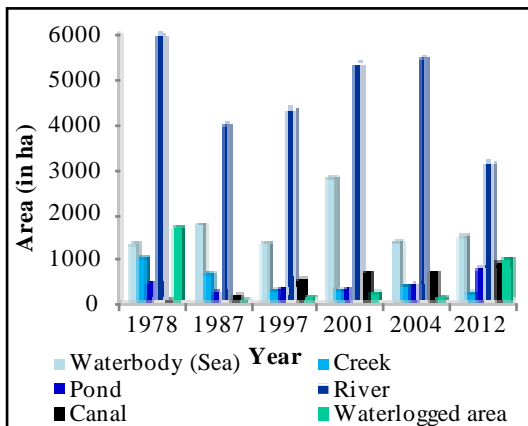 6000
5000
4000
3000
2000
1000
0
Area (in ha)
1978 1987 1997 2001 2004 2012
Year
Waterbody (Sea) Creek
Pond River
Canal Waterlogged area